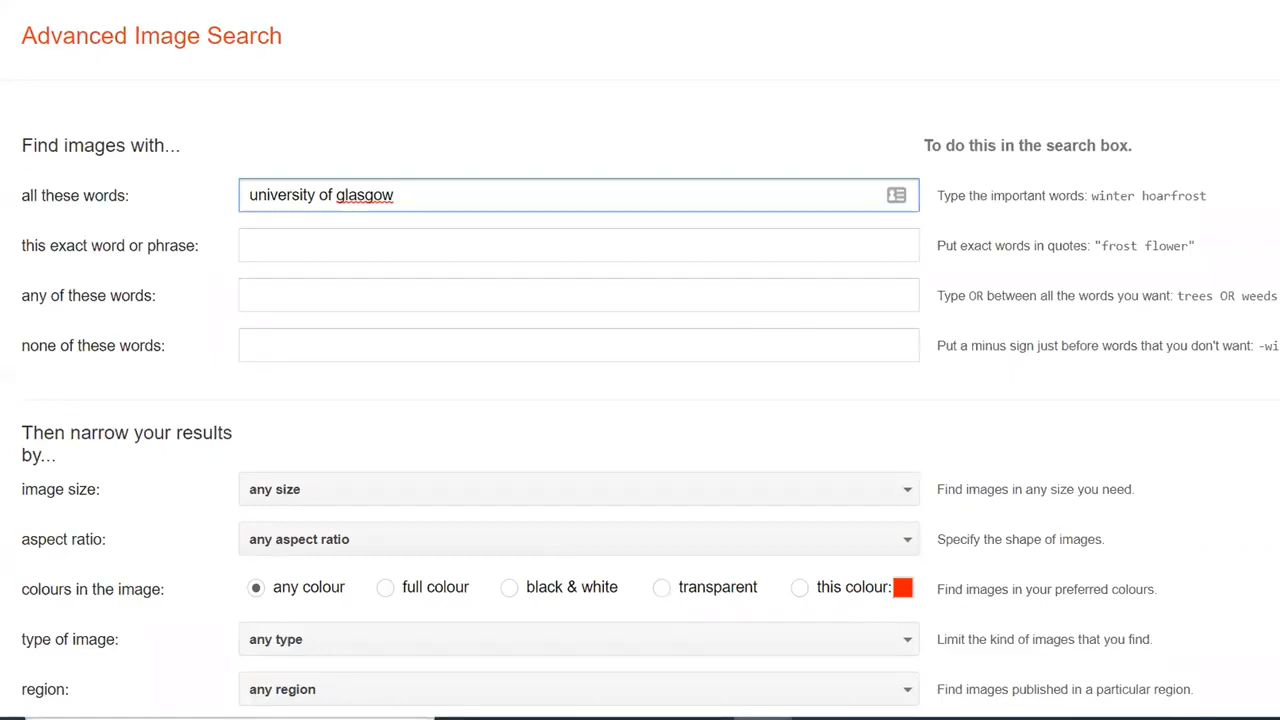 Advanced Image Search
Find images with...
To do this in the search box.
all these words:
university of glasgow
Type the important words: winter hoarfrost
this exact word or phrase:
Put exact words in quotes: "frost flower"
any of these words:
Type OR between all the words you want: trees OR weeds
none of these words:
Put a minus sign just before words that you don't want: -wi
Then narrow your results
by...
image size:
any size
Find images in any size you need.
aspect ratio:
any aspect ratio
Specify the shape of images.
colours in the image:
any colour
full colour
black & white
transparent
this colour:
Find images in your preferred colours.
type of image:
any type
Limit the kind of images that you find.
region:
any region
Find images published in a particular region.